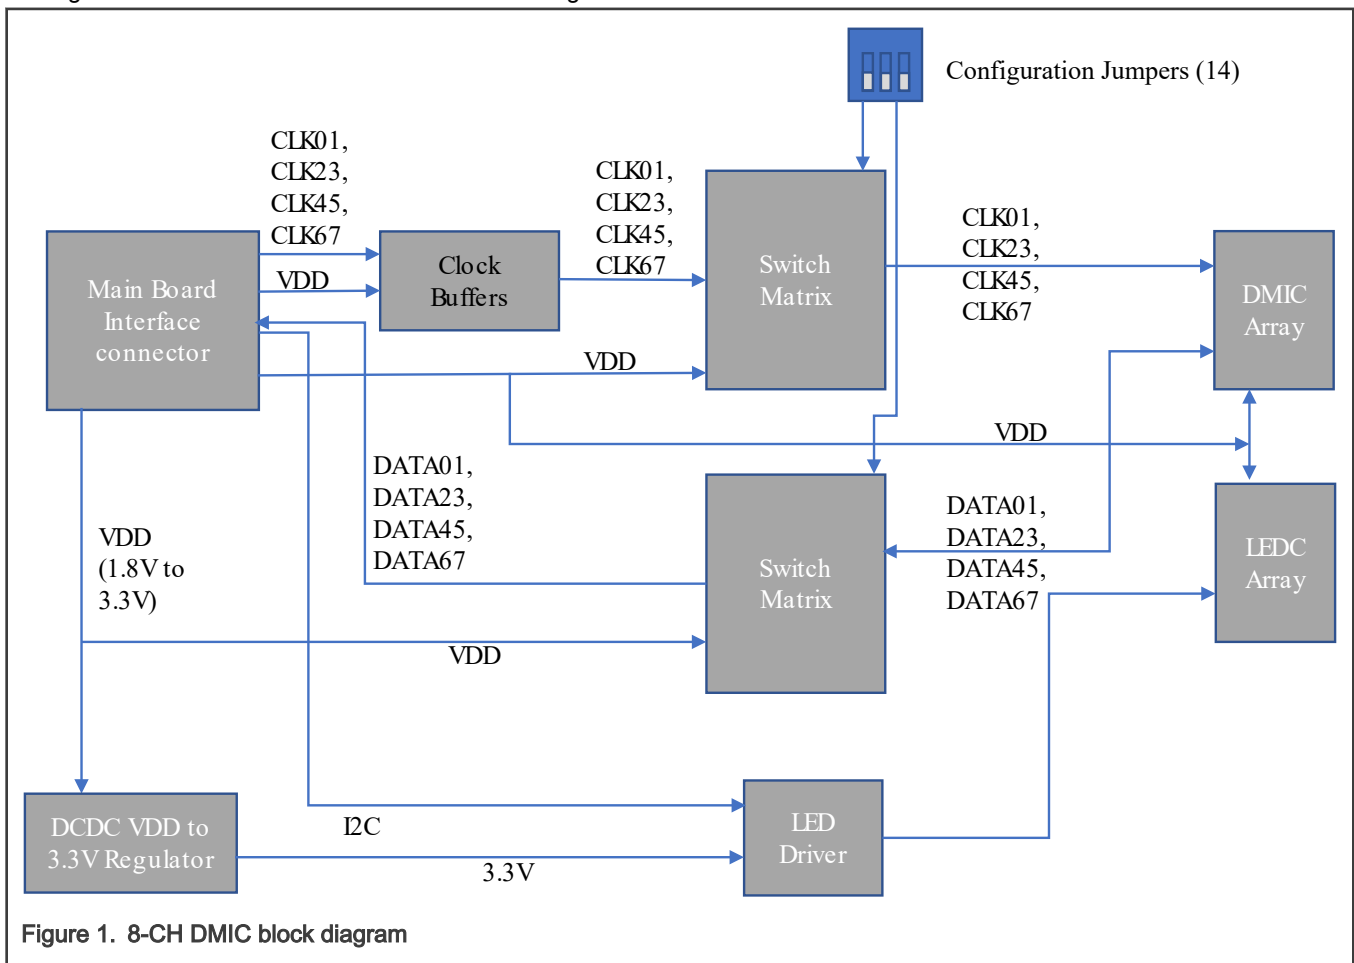 Configuration Jumpers (14)
CLK01,
CLK23,
CLK45,
CLK67
VDD
CLK01,
CLK23,
CLK45,
CLK67
CLK01,
CLK23,
CLK45,
CLK67
Main Board
Interface
connector
Clock
Buffers
Switch
Matrix
DMIC
Array
VDD
VDD
DATA01,
DATA23,
DATA45,
DATA67
VDD
(1.8V to
3.3V)
Switch
Matrix
DATA01,
DATA23,
DATA45,
DATA67
LEDC
Array
VDD
DCDC VDD to
3.3V Regulator
I2C
3.3V
LED
Driver
Figure 1. 8-CH DMIC block diagram